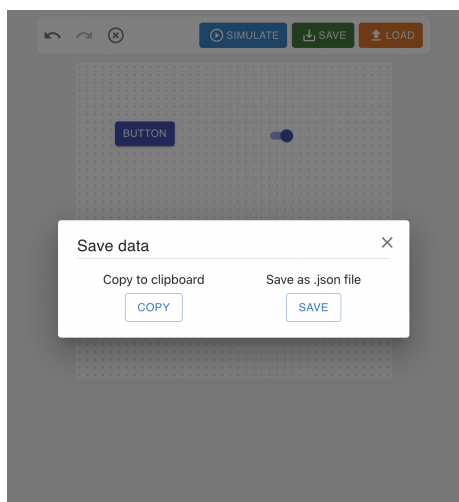 SIMULATE SAVE LOAD
BUTTON
Save data
Copy to clipboard Save as .json file
COPY SAVE